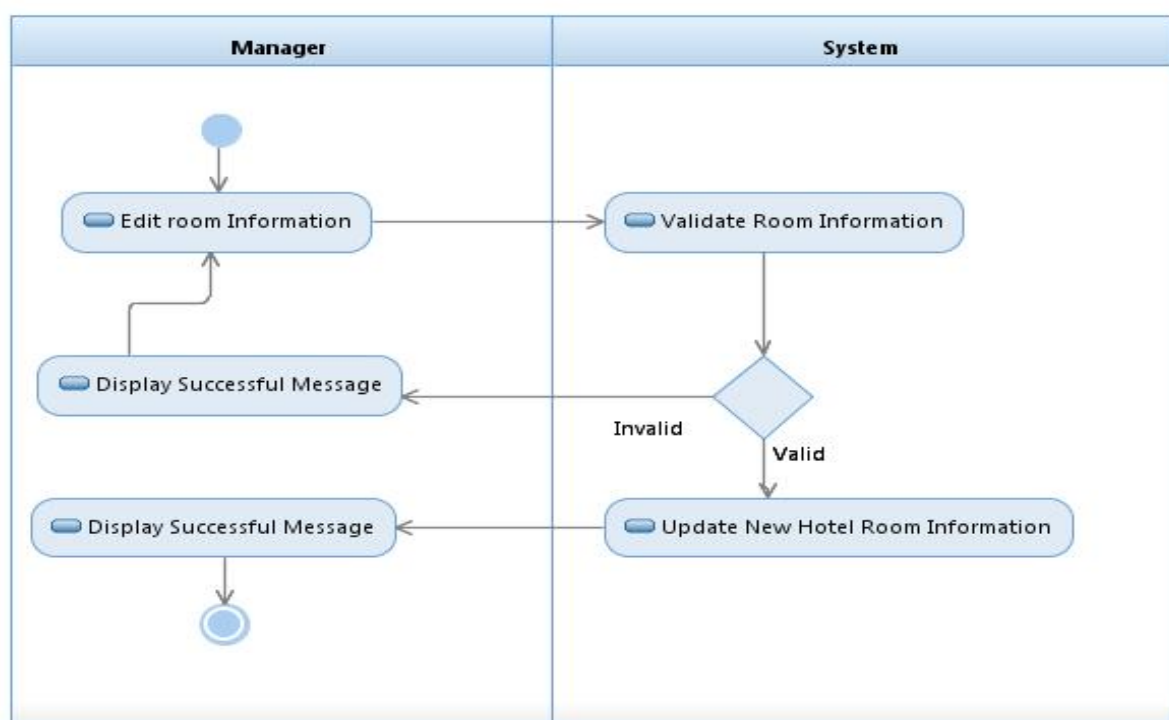 Manager
System
Edit room Information
Validate Room Information
Display Successful Message
Invalid
Valid
Display Successful Message
Update New Hotel Room Information